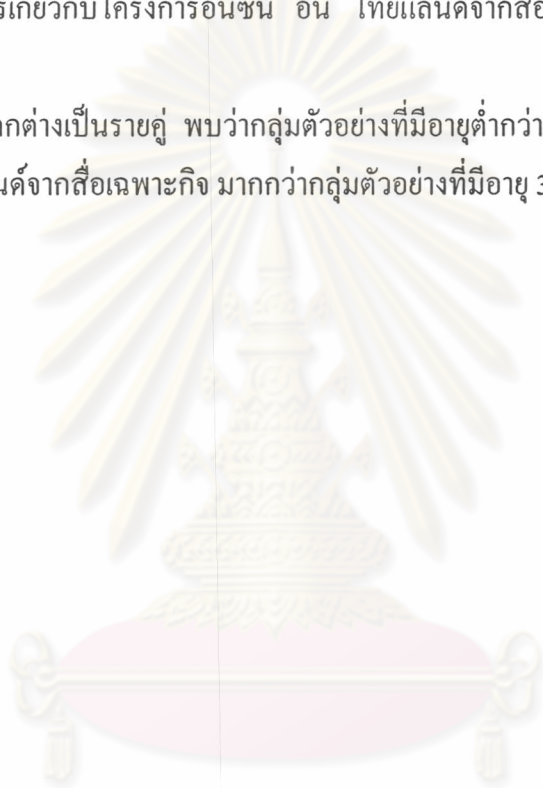 รเกี่ยวกับโครงการอันซีน อิน ไทยแลนด์จากสื่อ
กต่างเป็นรายคู่ พบว่ากลุ่มตัวอย่างที่มีอายุต่ำกว่า
นด์จากสื่อเฉพาะกิจ มากกว่ากลุ่มตัวอย่างที่มีอายุ 3